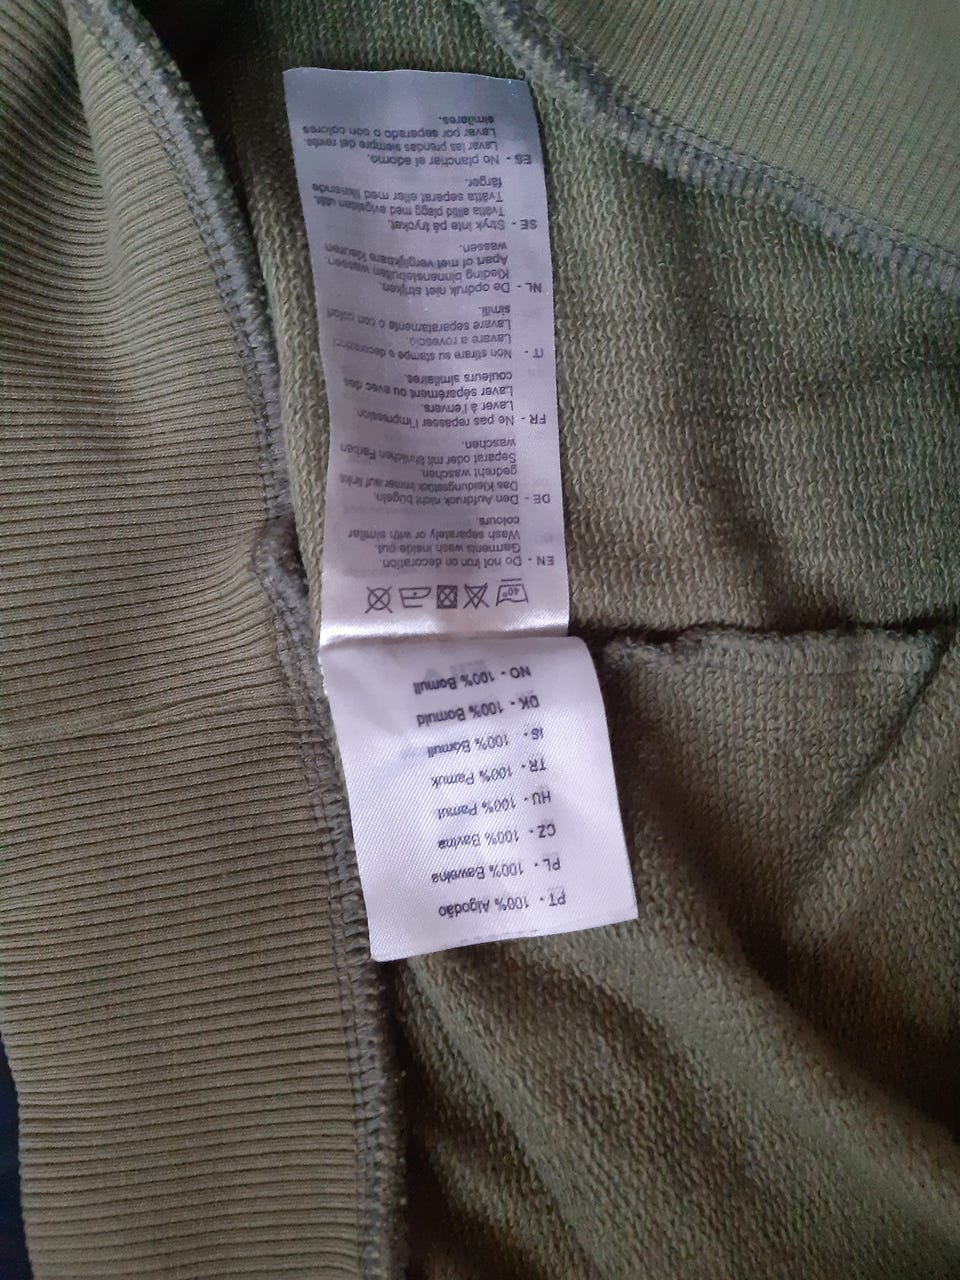 PT - 100% Algodão
PL - 100% Bawełna
CZ - 100% Bavlna
HU - 100% Pamut
TR - 100% Pamuk
IS - 100% Bómull
DK - 100% Bomuld
NO - 100% Bomull
40°
EN - Do not iron on decoration.
Garments wash inside out.
Wash separately or with similar
colours.
DE - Den Aufdruck nicht bügeln.
Das Kleidungsstück immer auf links
gedreht waschen.
Separat oder mit ähnlichen Farben
waschen.
FR - Ne pas repasser l'impression.
Laver à l'envers.
Laver séparément ou avec des
couleurs similaires.
IT - Non stirare su stampe e decorazioni
Lavare a rovescio.
Lavare separatamente o con colori
simili.
NL - De opdruk niet strijken.
Kleding binnenstebuiten wassen.
Apart of met vergelijkbare kleuren
wassen.
SE - Stryk inte på trycket.
Tvätta alltid plagg med avigsidan utåt.
Tvätta separat eller med liknende
färger.
ES - No planchar el adorno.
Lavar las prendas siempre del revés.
Lavar por separado o con colores
similares.